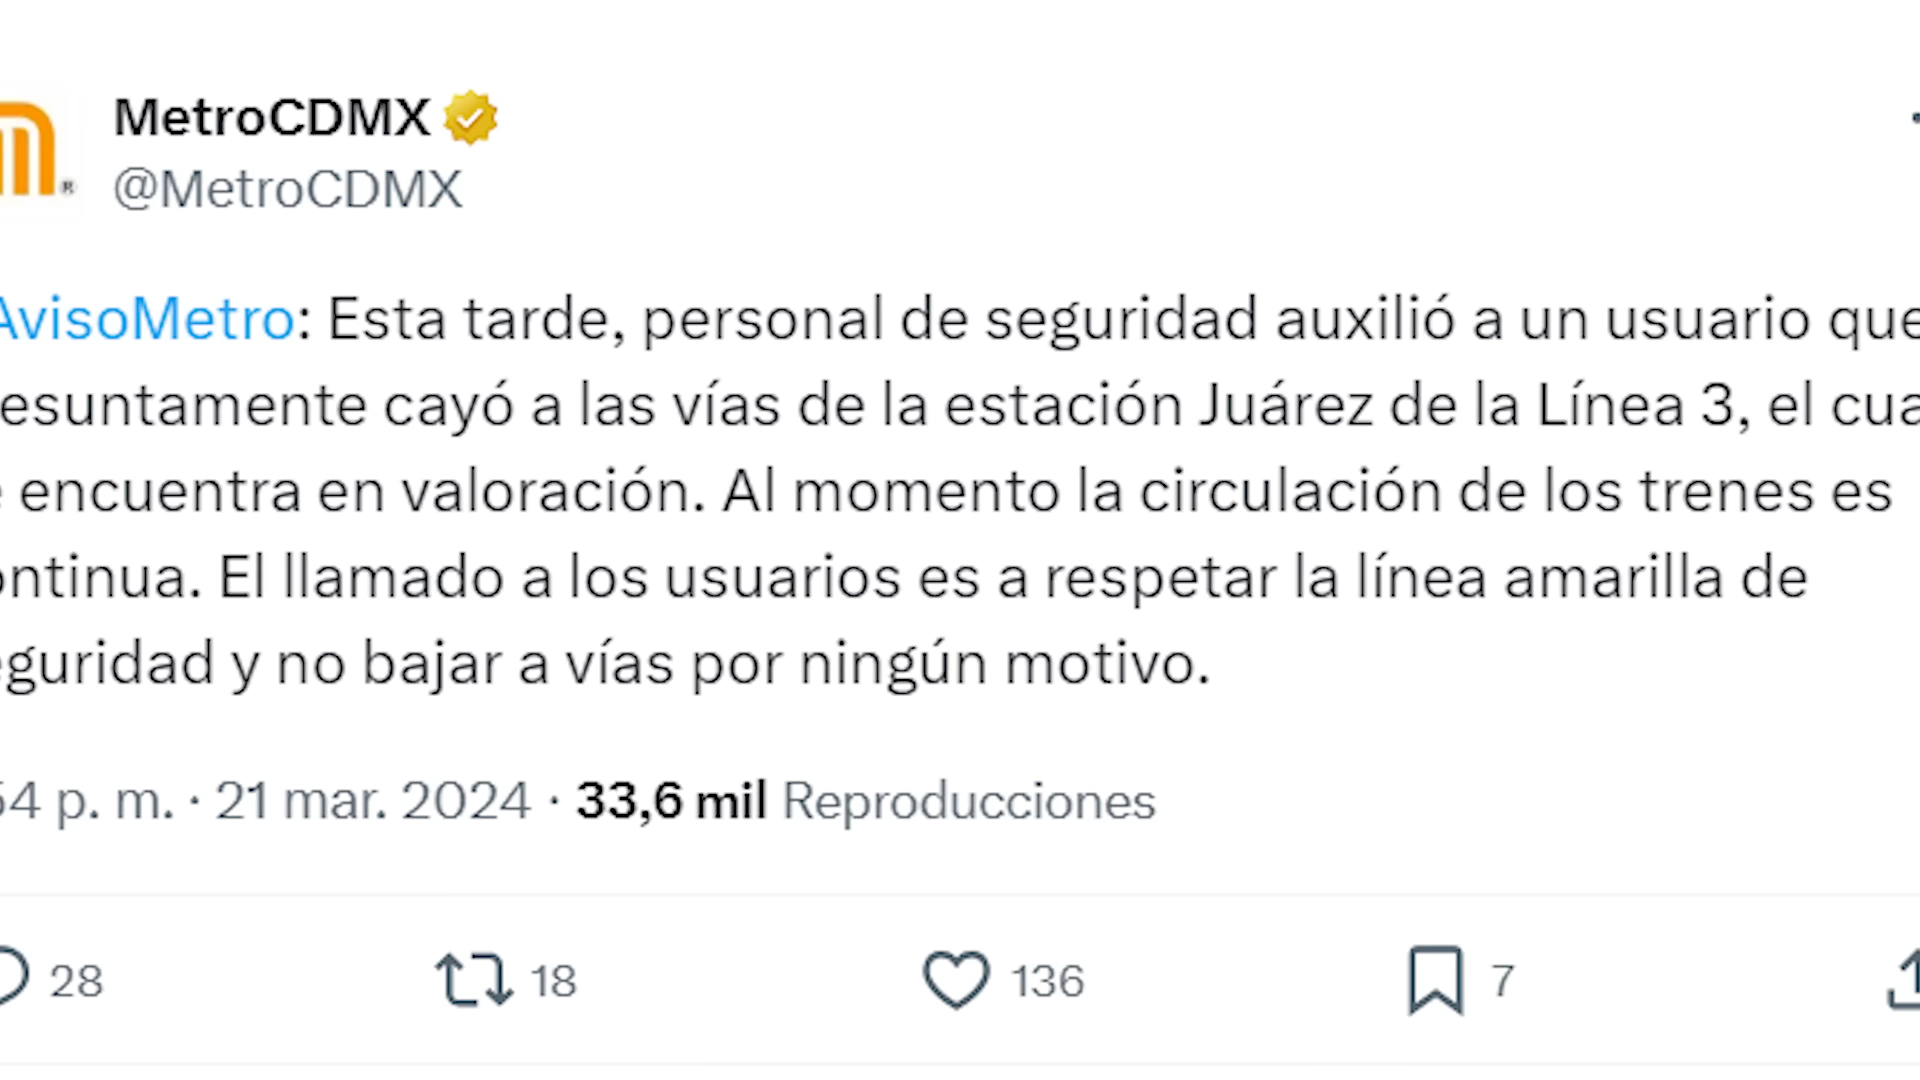 MetroCDMX
@MetroCDMX
AvisoMetro: Esta tarde, personal de seguridad auxilió a un usuario que
esuntamente cayó a las vías de la estación Juárez de la Línea 3, el cua
encuentra en valoración. Al momento la circulación de los trenes es
ontinua. El llamado a los usuarios es a respetar la línea amarilla de
eguridad y no bajar a vías por ningún motivo.
54 p. m. · 21 mar. 2024 · 33,6 mil Reproducciones
28 18 136 7